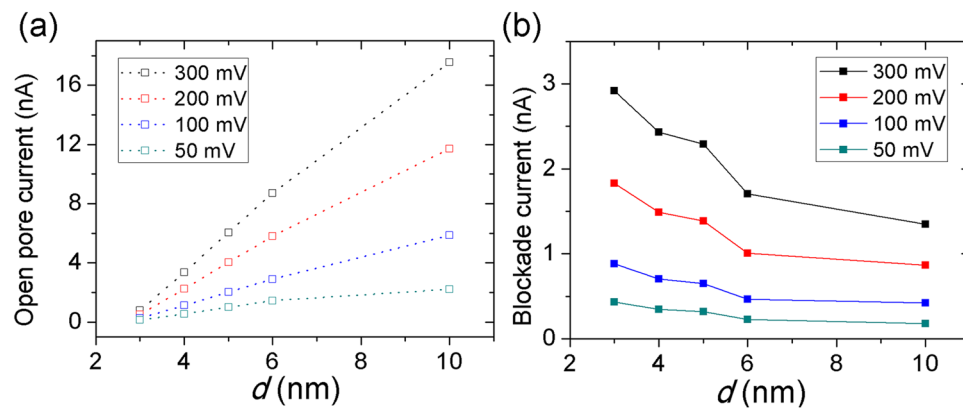 (a)
Open pore current (nA)
16
12
8
4
0
300 mV
200 mV
100 mV
50 mV
2 4 6 8 10
d (nm)
(b)
Blockade current (nA)
3
2
1
0
300 mV
200 mV
100 mV
50 mV
2 4 6 8 10
d (nm)